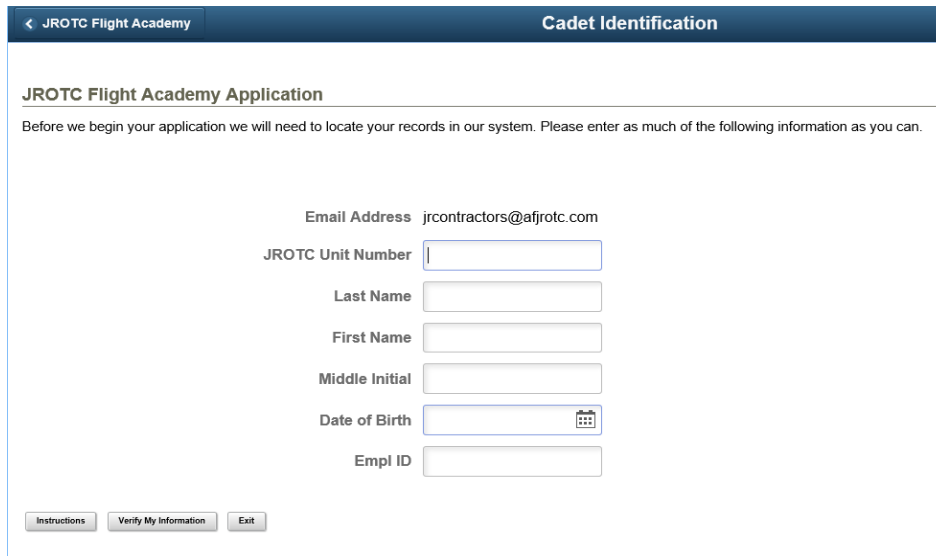 JROTC Flight Academy
Cadet Identification
JROTC Flight Academy Application
Before we begin your application we will need to locate your records in our system. Please enter as much of the following information as you can.
Email Address jrcontractors@afjrotc.com
JROTC Unit Number
Last Name
First Name
Middle Initial
Date of Birth
Empl ID
Instructions Verify My Information Exit